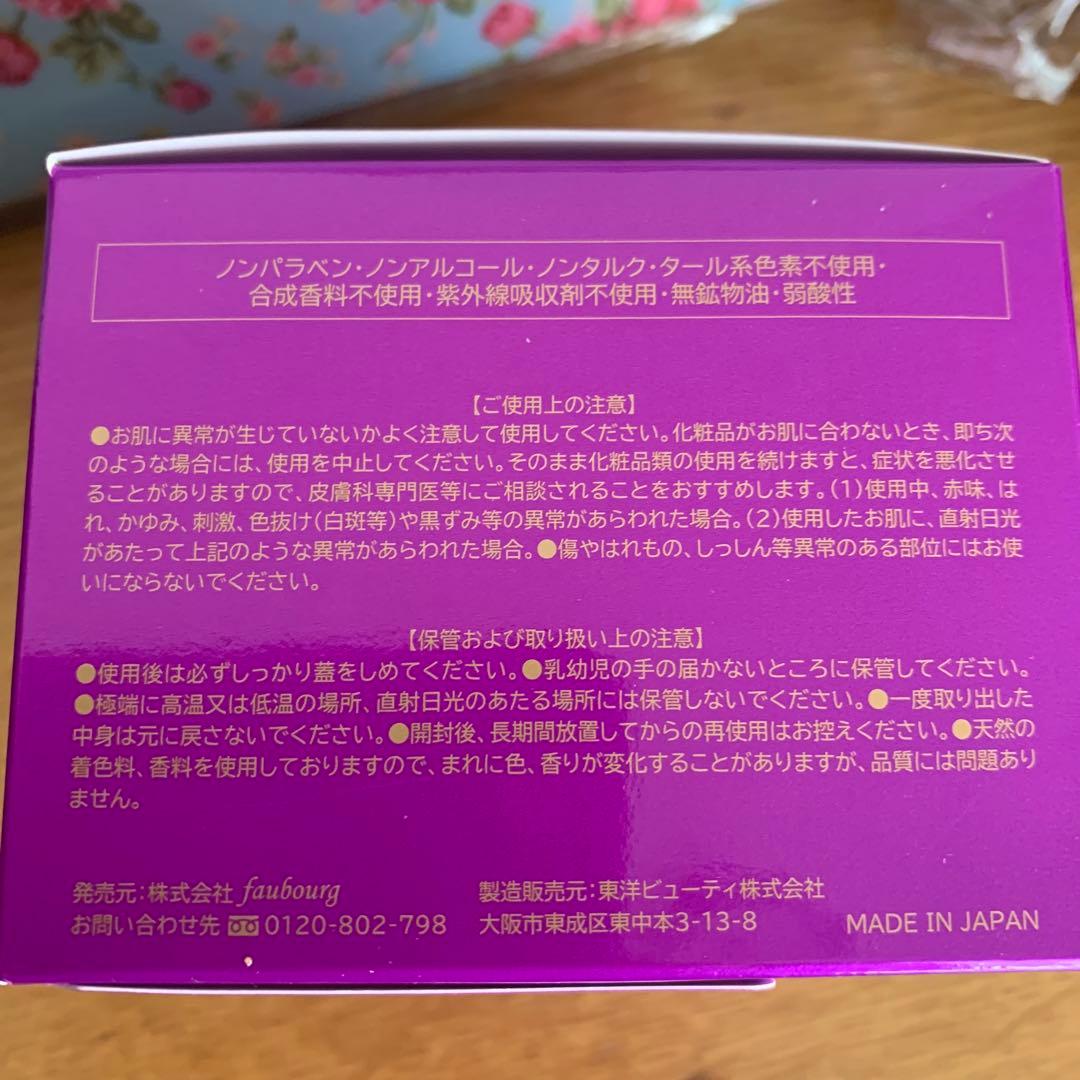 ノンパラベン・ノンアルコール・ノンタルク・タール系色素不使用・
合成香料不使用・紫外線吸収剤不使用・無鉱物油・弱酸性
【ご使用上の注意】
●お肌に異常が生じていないかよく注意して使用してください。化粧品がお肌に合わないとき、即ち次
のような場合には、使用を中止してください。そのまま化粧品類の使用を続けますと、症状を悪化させ
ることがありますので、皮膚科専門医等にご相談されることをおすすめします。(1)使用中、赤味、は
れ、かゆみ、刺激、色抜け(白斑等)や黒ずみ等の異常があらわれた場合。(2)使用したお肌に、直射日光
があたって上記のような異常があらわれた場合。●傷やはれもの、しっしん等異常のある部位にはお使
いにならないでください。
【保管および取り扱い上の注意】
●使用後は必ずしっかり蓋をしめてください。●乳幼児の手の届かないところに保管してください。
●極端に高温又は低温の場所、直射日光のあたる場所には保管しないでください。●一度取り出した
中身は元に戻さないでください。●開封後、長期間放置してからの再使用はお控えください。●天然の
着色料、香料を使用しておりますので、まれに色、香りが変化することがありますが、品質には問題あり
ません。
発売元:株式会社 faubourg 製造販売元:東洋ビューティ株式会社
お問い合わせ先 0120-802-798 大阪市東成区東中本3-13-8 MADE IN JAPAN